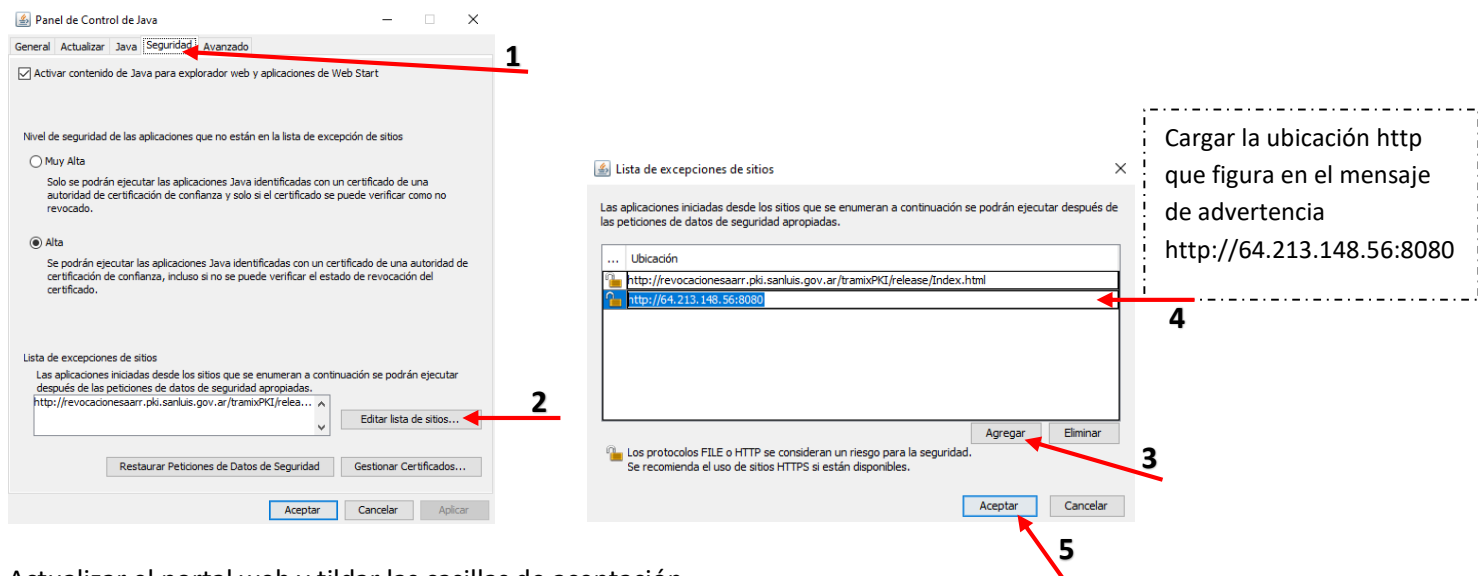 Panel de Control de Java
General Actualizar Java Seguridad Avanzado
1
Activar contenido de Java para explorador web y aplicaciones de Web Start
Nivel de seguridad de las aplicaciones que no están en la lista de excepción de sitios
Muy Alta
Solo se podrán ejecutar las aplicaciones Java identificadas con un certificado de una
autoridad de certificación de confianza y solo si el certificado se puede verificar como no
revocado.
Alta
Se podrán ejecutar las aplicaciones Java identificadas con un certificado de una autoridad de
certificación de confianza, incluso si no se puede verificar el estado de revocación del
certificado.
Lista de excepciones de sitios
Las aplicaciones iniciadas desde los sitios que se enumeran a continuación se podrán ejecutar
después de las peticiones de datos de seguridad apropiadas.
http://revocacionesaarr.pki.sanluis.gov.ar/tramixPKI/relea...
Editar lista de sitios...
2
Restaurar Peticiones de Datos de Seguridad
Gestionar Certificados...
Aceptar
Cancelar
Aplicar
Lista de excepciones de sitios
Las aplicaciones iniciadas desde los sitios que se enumeran a continuación se podrán ejecutar después de
las peticiones de datos de seguridad apropiadas.
... Ubicación
http://revocacionesaarr.pki.sanluis.gov.ar/tramixPKI/release/Index.html
http://64.213.148.56:8080
4
Agregar
Eliminar
3
Los protocolos FILE o HTTP se consideran un riesgo para la seguridad.
Se recomienda el uso de sitios HTTPS si están disponibles.
Aceptar
Cancelar
5
Cargar la ubicación http
que figura en el mensaje
de advertencia
http://64.213.148.56:8080
Actualizar el portal web y tildar las casillas de aceptación